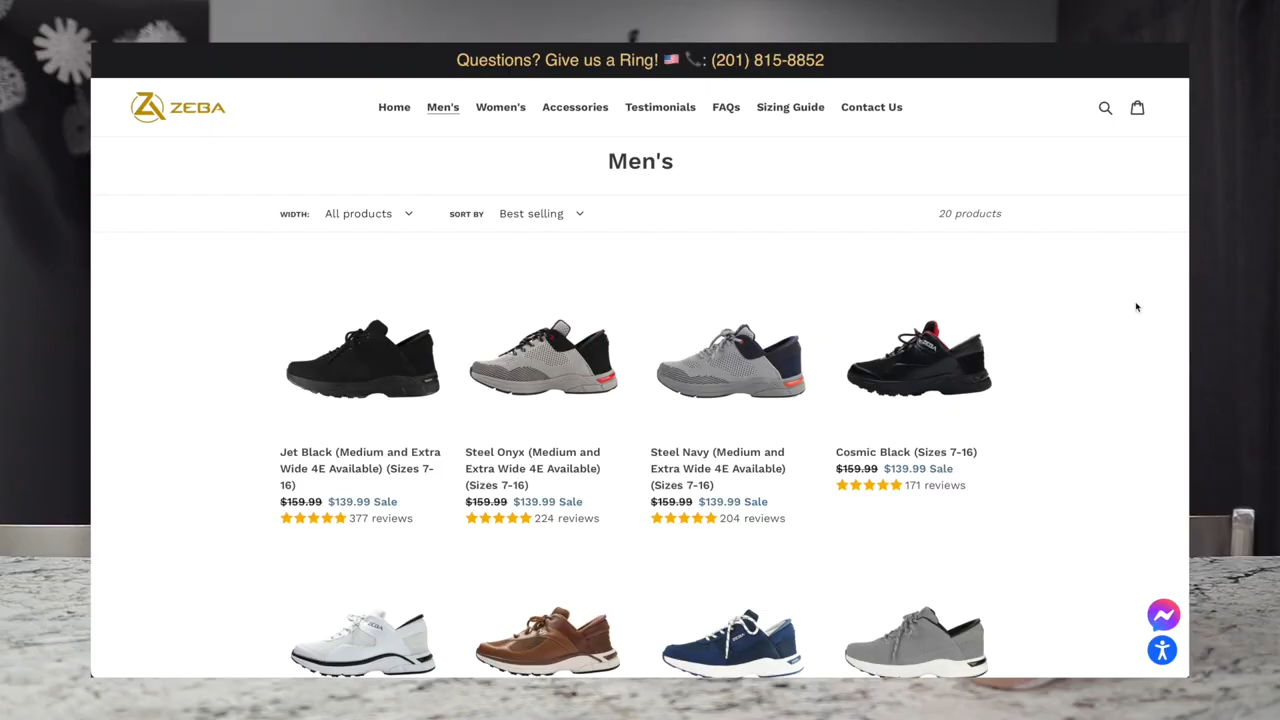 Questions? Give us a Ring! 🇺🇸 📞: (201) 815-8852
ZEBA
Home Men's Women's Accessories Testimonials FAQs Sizing Guide Contact Us
Men's
WIDTH: All products SORT BY Best selling 20 products
Jet Black (Medium and Extra
Wide 4E Available) (Sizes 7-
16)
$159.99 $139.99 Sale
377 reviews
Steel Onyx (Medium and
Extra Wide 4E Available)
(Sizes 7-16)
$159.99 $139.99 Sale
224 reviews
Steel Navy (Medium and
Extra Wide 4E Available)
(Sizes 7-16)
$159.99 $139.99 Sale
204 reviews
Cosmic Black (Sizes 7-16)
$159.99 $139.99 Sale
171 reviews